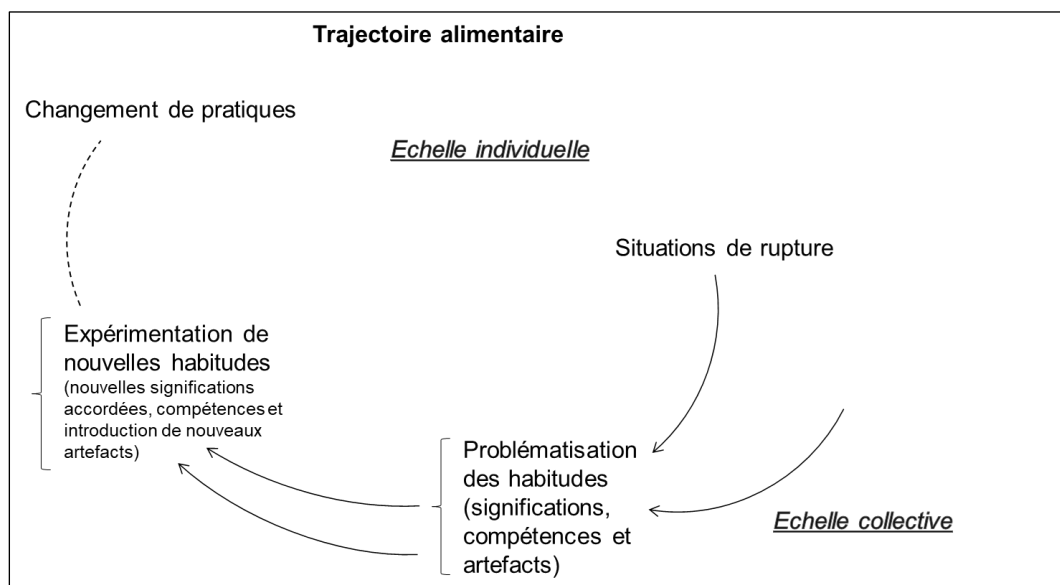 Trajectoire alimentaire
Changement de pratiques
Echelle individuelle
Situations de rupture
Expérimentation de
nouvelles habitudes
(nouvelles significations
accordées, compétences et
introduction de nouveaux
artefacts)
Problématisation
des habitudes
(significations,
compétences et
artefacts)
Echelle collective